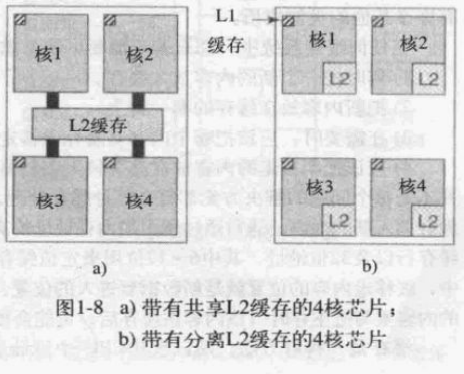 核1
核2
L2缓存
核3
核4
a)
L1
缓存
核1
L2
核2
L2
核3
L2
核4
L2
b)
图1-8 a) 带有共享L2缓存的4核芯片；
b) 带有分离L2缓存的4核芯片